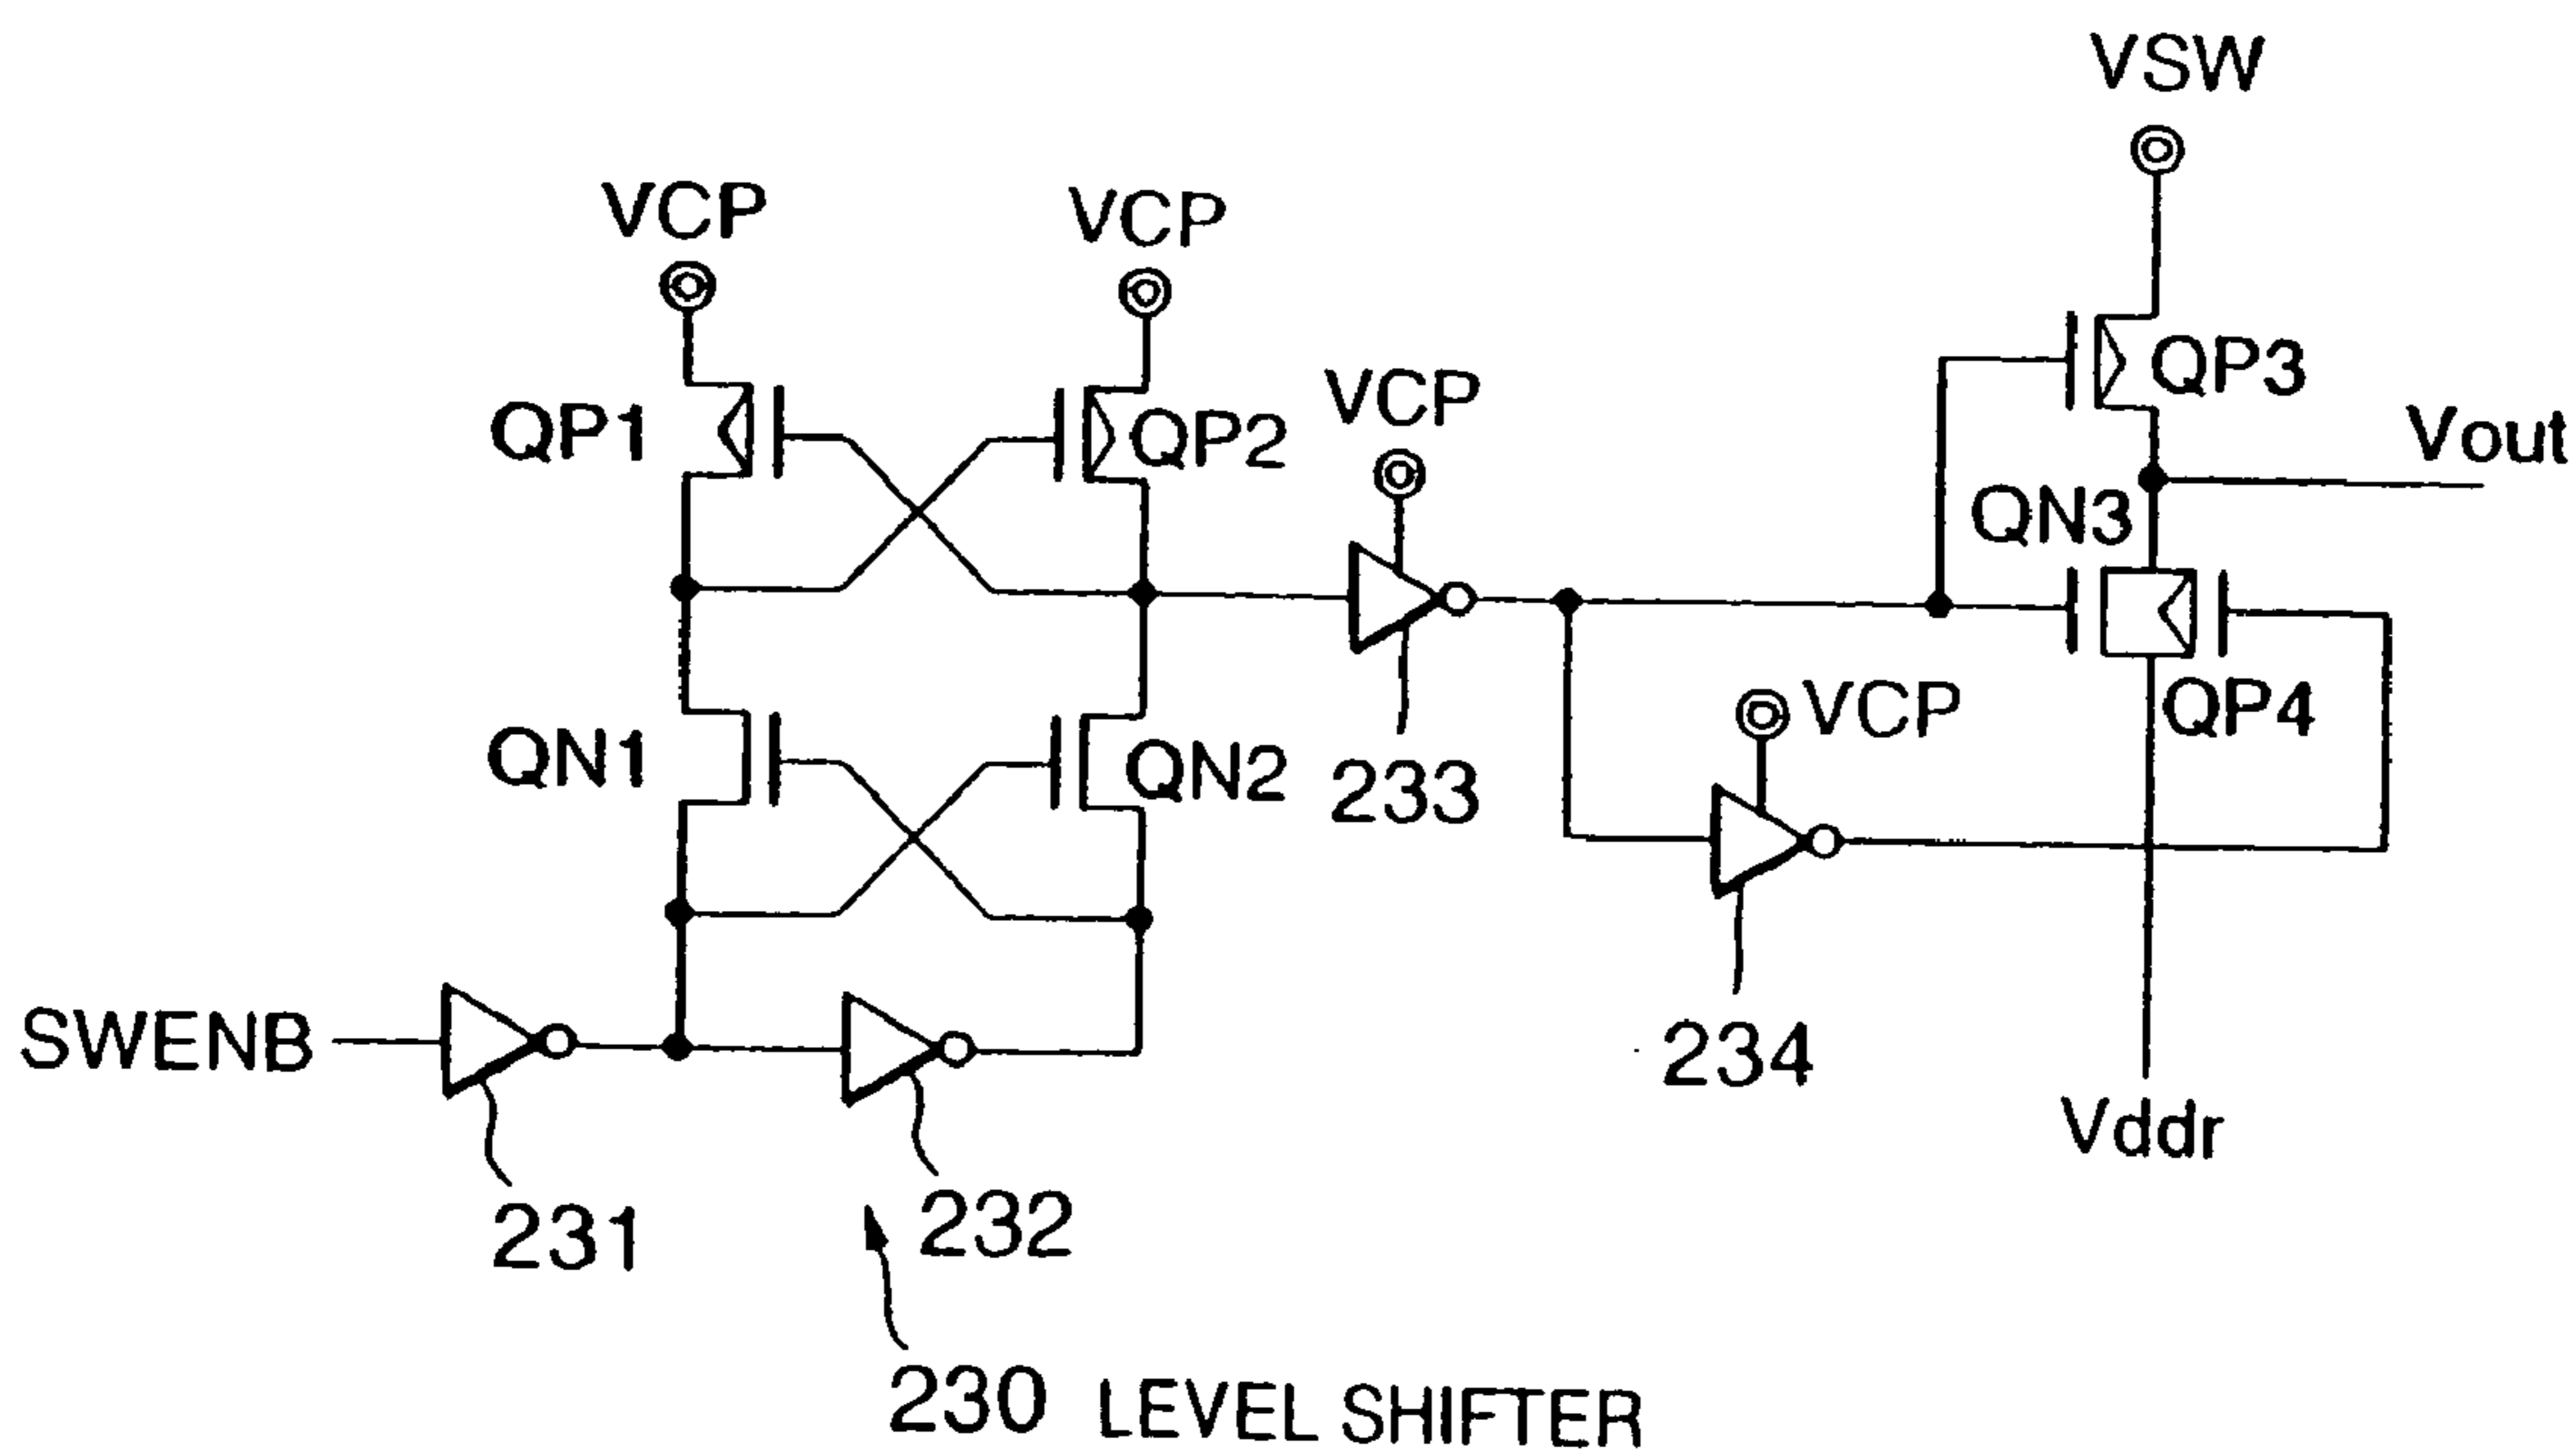 VSW
VCP
VCP
VCP
QP1
QP2
QP3
Vout
QN3
QN1
QN2
233
VCP
QP4
234
SWENB
231
232
Vddr
230 LEVEL SHIFTER